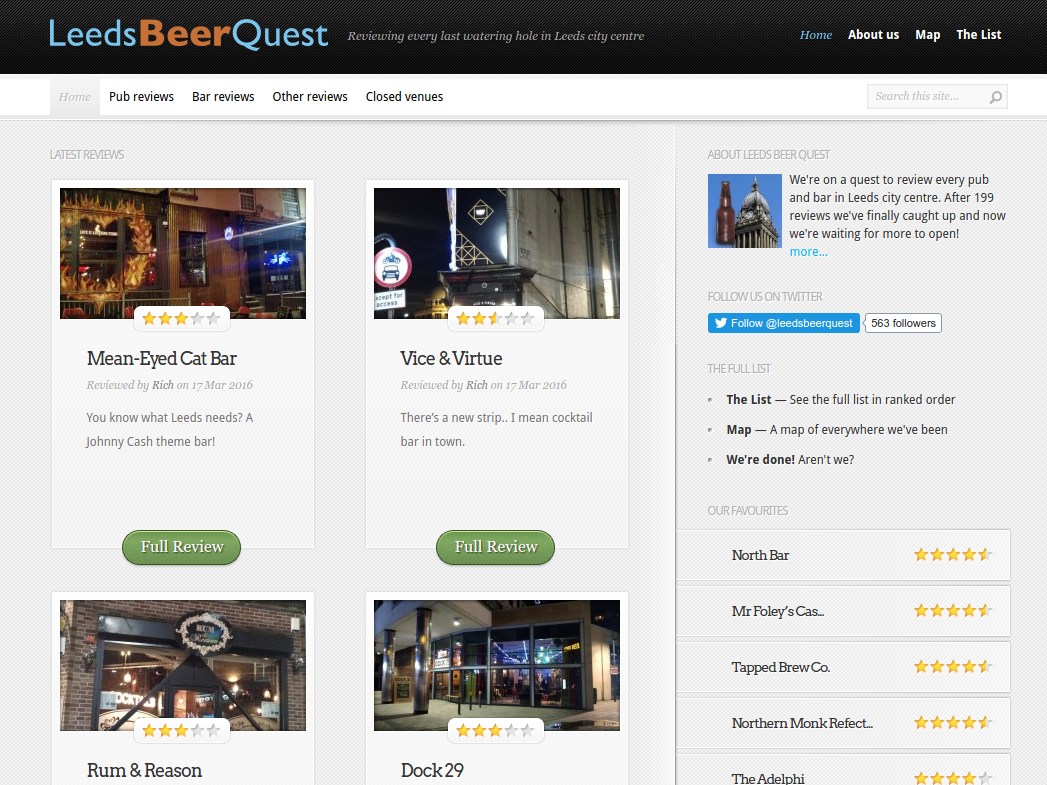 LeedsBeerQuest
Reviewing every last watering hole in Leeds city centre
Home About us Map The List
Home Pub reviews Bar reviews Other reviews Closed venues
Search this site...
LATEST REVIEWS
Mean-Eyed Cat Bar
Reviewed by Rich on 17 Mar 2016
You know what Leeds needs? A
Johnny Cash theme bar!
Full Review
except for
access
Vice & Virtue
Reviewed by Rich on 17 Mar 2016
There's a new strip.. I mean cocktail
bar in town.
Full Review
Rum & Reason
Dock 29
ABOUT LEEDS BEER QUEST
We're on a quest to review every pub
and bar in Leeds city centre. After 199
reviews we've finally caught up and now
we're waiting for more to open!
more...
FOLLOW US ON TWITTER
Follow @leedsbeerquest 563 followers
THE FULL LIST
The List — See the full list in ranked order
Map — A map of everywhere we've been
We're done! Aren't we?
OUR FAVOURITES
North Bar
Mr Foley's Cas...
Tapped Brew Co.
Northern Monk Refect...
The Adelphi